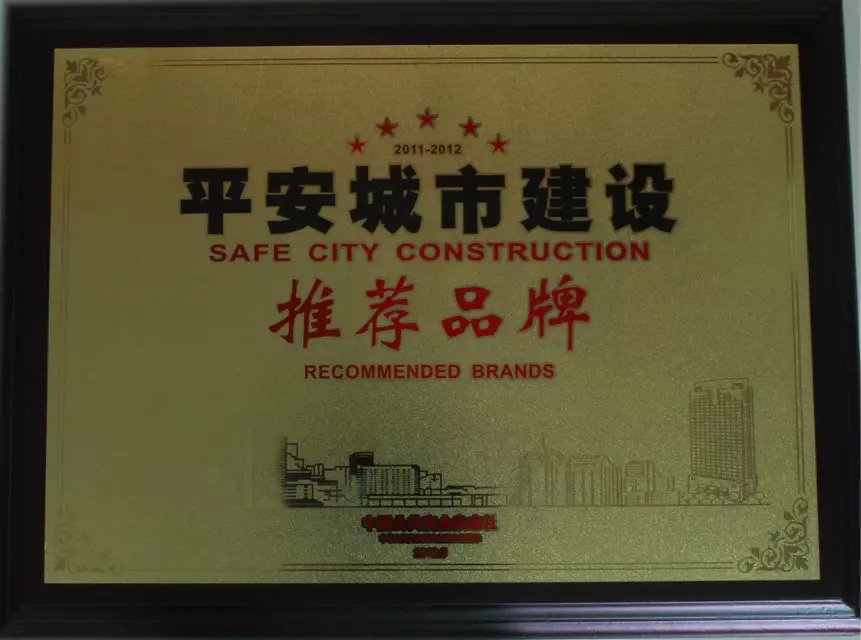 2011-2012
平安城市建设
SAFE CITY CONSTRUCTION
推荐品牌
RECOMMENDED BRANDS